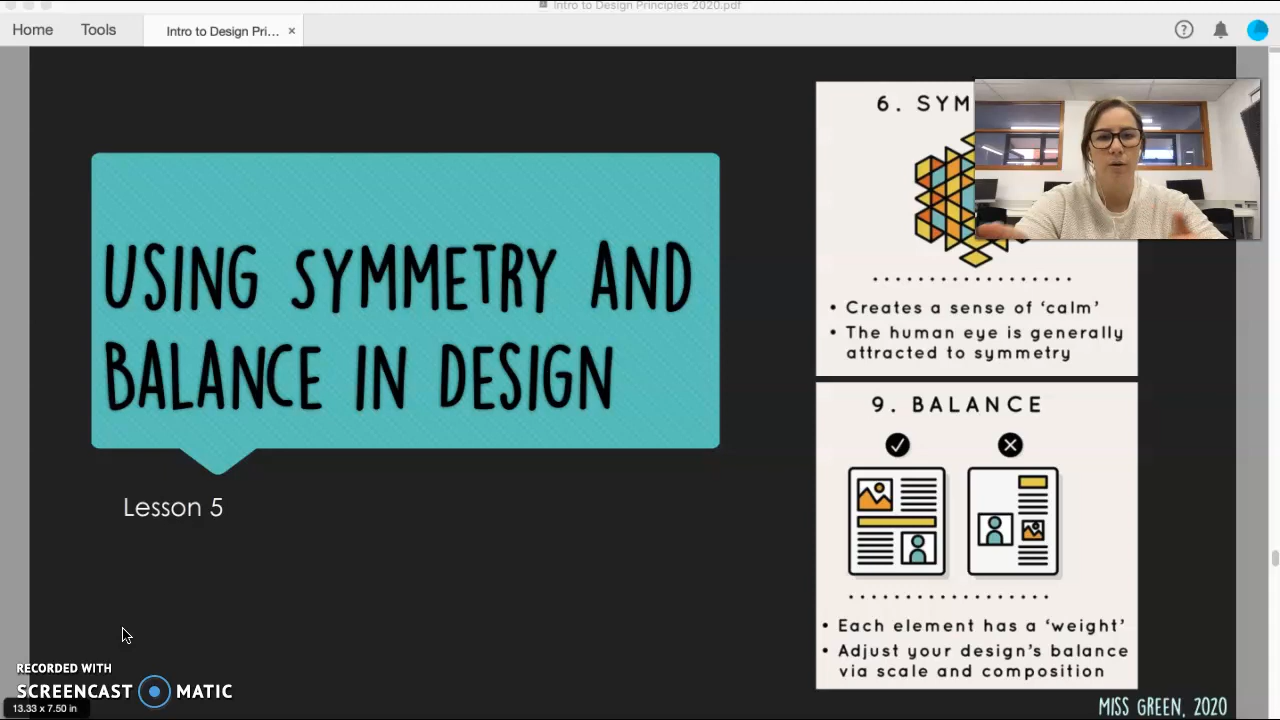 Intro to Design Principles 2020.pdf
Home
Tools
Intro to Design Pri...
×
?
USING SYMMETRY AND
BALANCE IN DESIGN
Lesson 5
6. SYM
• Creates a sense of ‘calm’
• The human eye is generally
attracted to symmetry
9. BALANCE
• Each element has a ‘weight’
• Adjust your design’s balance
via scale and composition
RECORDED WITH
SCREENCAST MATIC
13.33 x 7.50 in
MISS GREEN, 2020